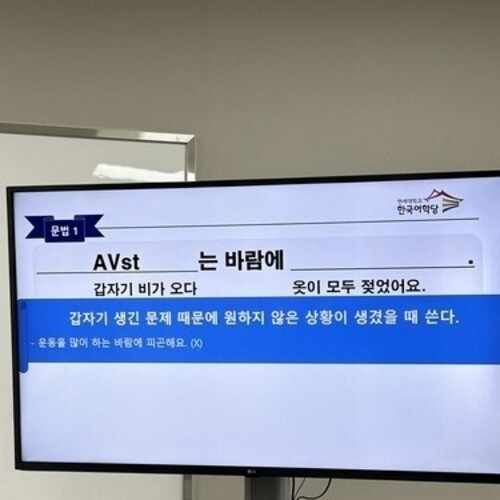 연세대학교
한국어학당
문법 1
AVst 는 바람에 .
갑자기 비가 오다 옷이 모두 젖었어요.
갑자기 생긴 문제 때문에 원하지 않은 상황이 생겼을 때 쓴다.
- 운동을 많이 하는 바람에 피곤해요. (X)
LG